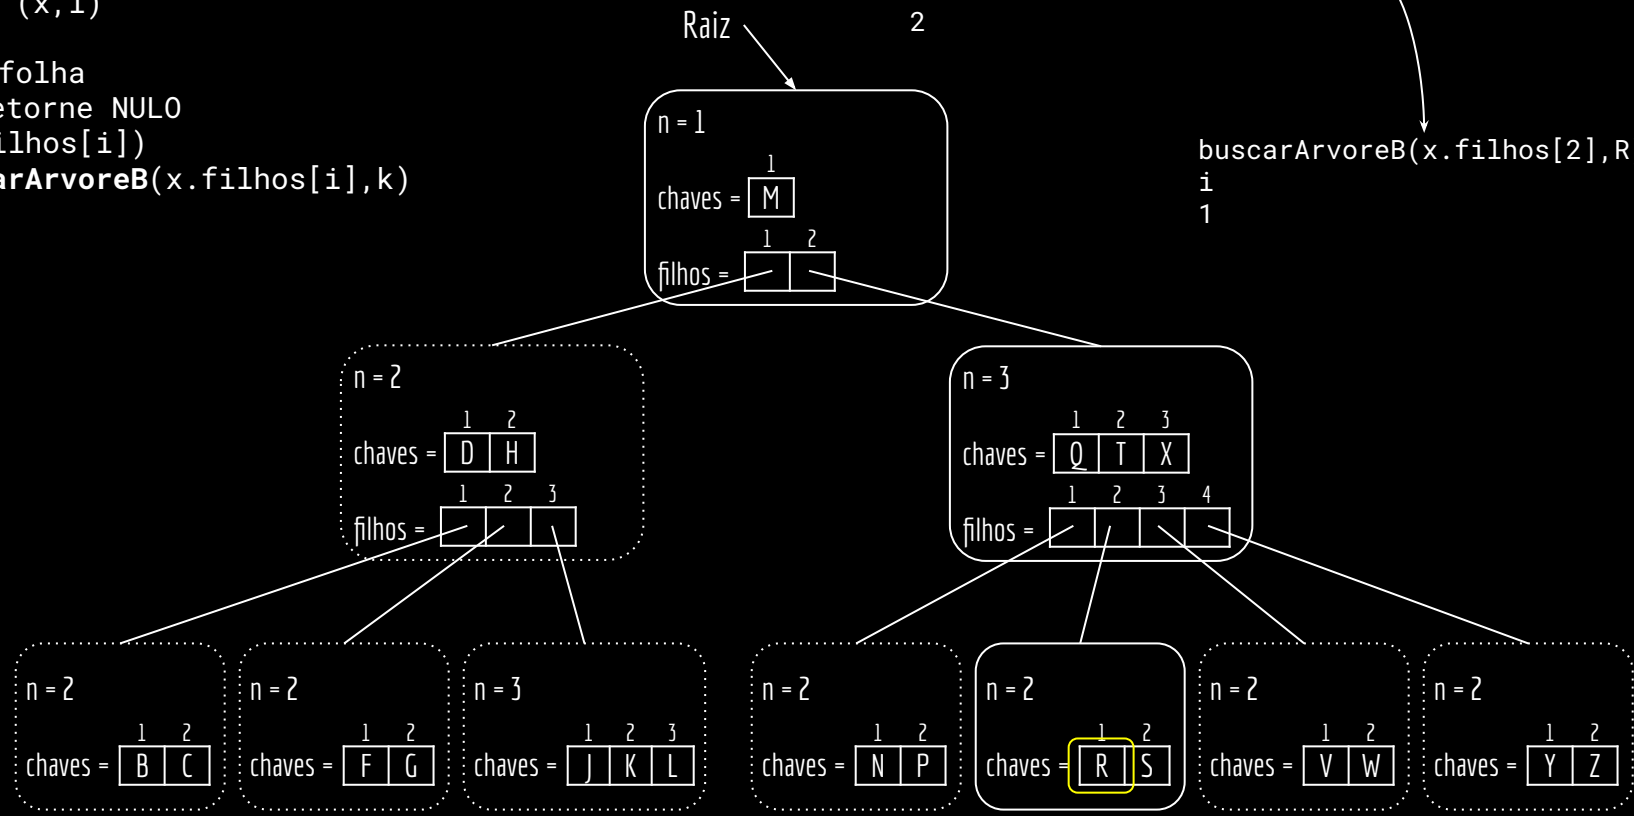 (x,i)
folha
etorne NULO
ilhos[i])
arArvoreB(x.filhos[i],k)
Raiz
2
buscarArvoreB(x.filhos[2],R
i
1
n = 1
1
chaves = M
1 2
filhos =
n = 2
1 2
chaves = D H
1 2 3
filhos =
n = 3
1 2 3
chaves = Q T X
1 2 3 4
filhos =
n = 2
1 2
chaves = B C
n = 2
1 2
chaves = F G
n = 3
1 2 3
chaves = J K L
n = 2
1 2
chaves = N P
n = 2
1 2
chaves = R S
n = 2
1 2
chaves = V W
n = 2
1 2
chaves = Y Z